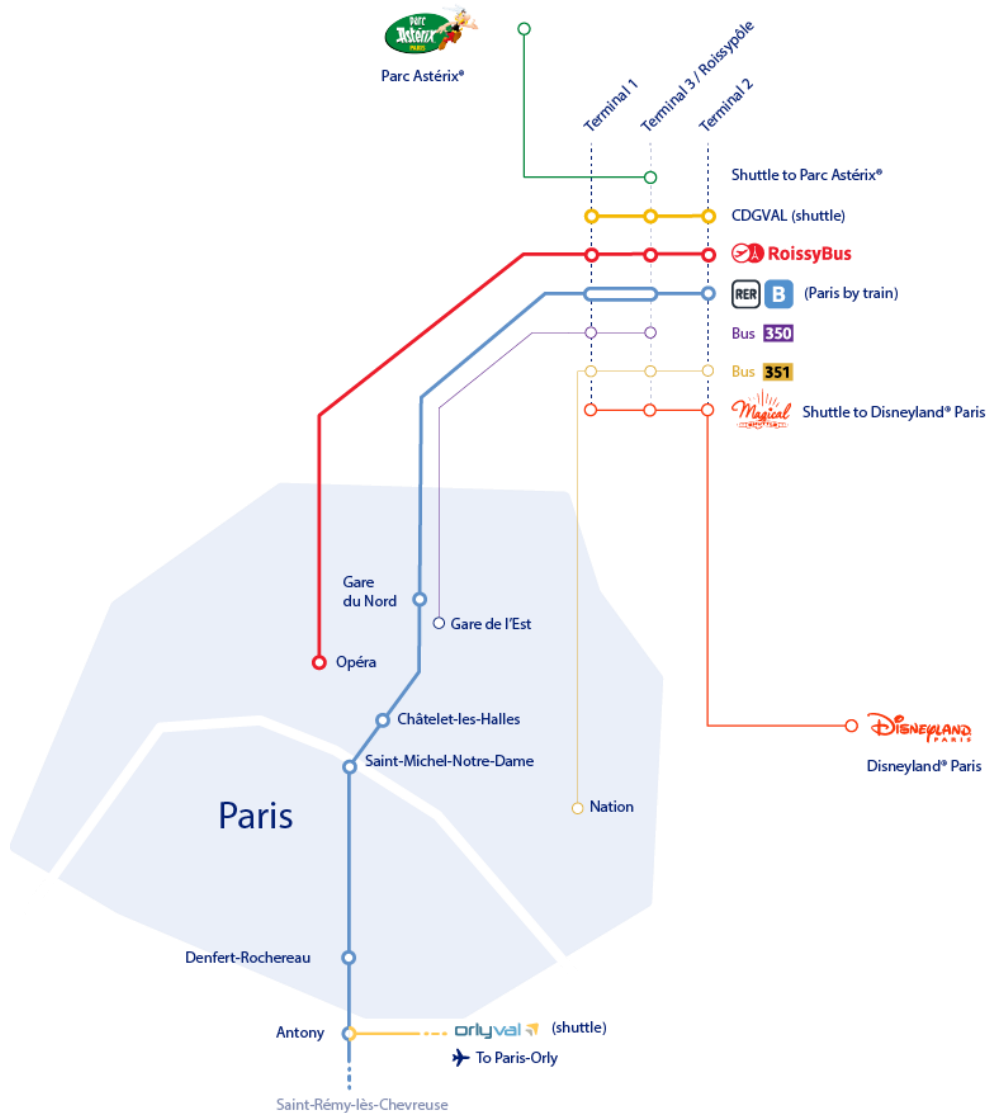 Parc
Astérix
PARIS
Parc Astérix®
Terminal 1
Terminal 3 / Roissypôle
Terminal 2
Shuttle to Parc Astérix®
CDGVAL (shuttle)
RoissyBus
RER B (Paris by train)
Bus 350
Bus 351
Magical Shuttle to Disneyland® Paris
SHUTTLE
Gare
du Nord
Gare de l'Est
Opéra
Châtelet-les-Halles
Saint-Michel-Notre-Dame
DISNEYLAND
PARIS
Disneyland® Paris
Nation
Paris
Denfert-Rochereau
Antony
orlyval (shuttle)
To Paris-Orly
Saint-Rémy-lès-Chevreuse